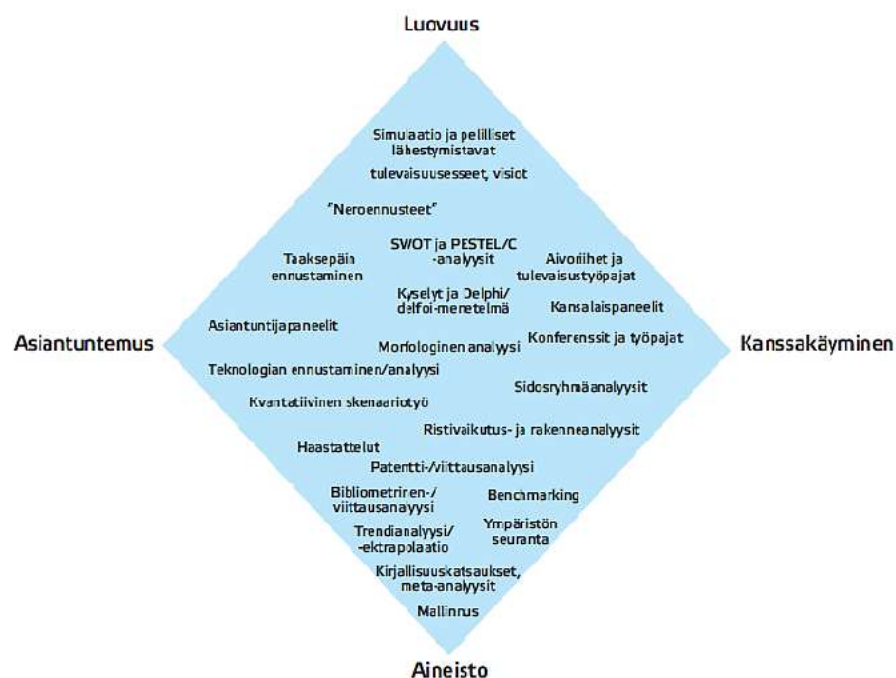 Luovuus
Simulaatio ja pelilliset
lähestymistavat
tulevaisuusesseet, visiot
"Neroennusteet"
SWOT ja PESTEL/C
-analyysit
Taaksepäin
ennustaminen
Aivoriihet ja
tulevaistustyöpajat
Kyselyt ja Delphi/
delfoi-menetelmä
Kansalaispaneelit
Asiantuntijapaneelit
Konferenssit ja työpajat
Asiantuntemus
Kanssakäyminen
Morfologinen analyysi
Teknologian ennustaminen/analyysi
Sidosryhmäanalyysit
Kvantatiivinen skenaariotyö
Ristivaikutus- ja rakenneanalyysit
Haastattelut
Patentti-/viittausanalyysi
Bibliometrinen-/
viittausanayysi
Benchmarking
Ympäristön
seuranta
Trendianalyysi/
-ektrapolaatio
Kirjallisuuskatsaukset,
meta-analyysit
Mallinnus
Aineisto